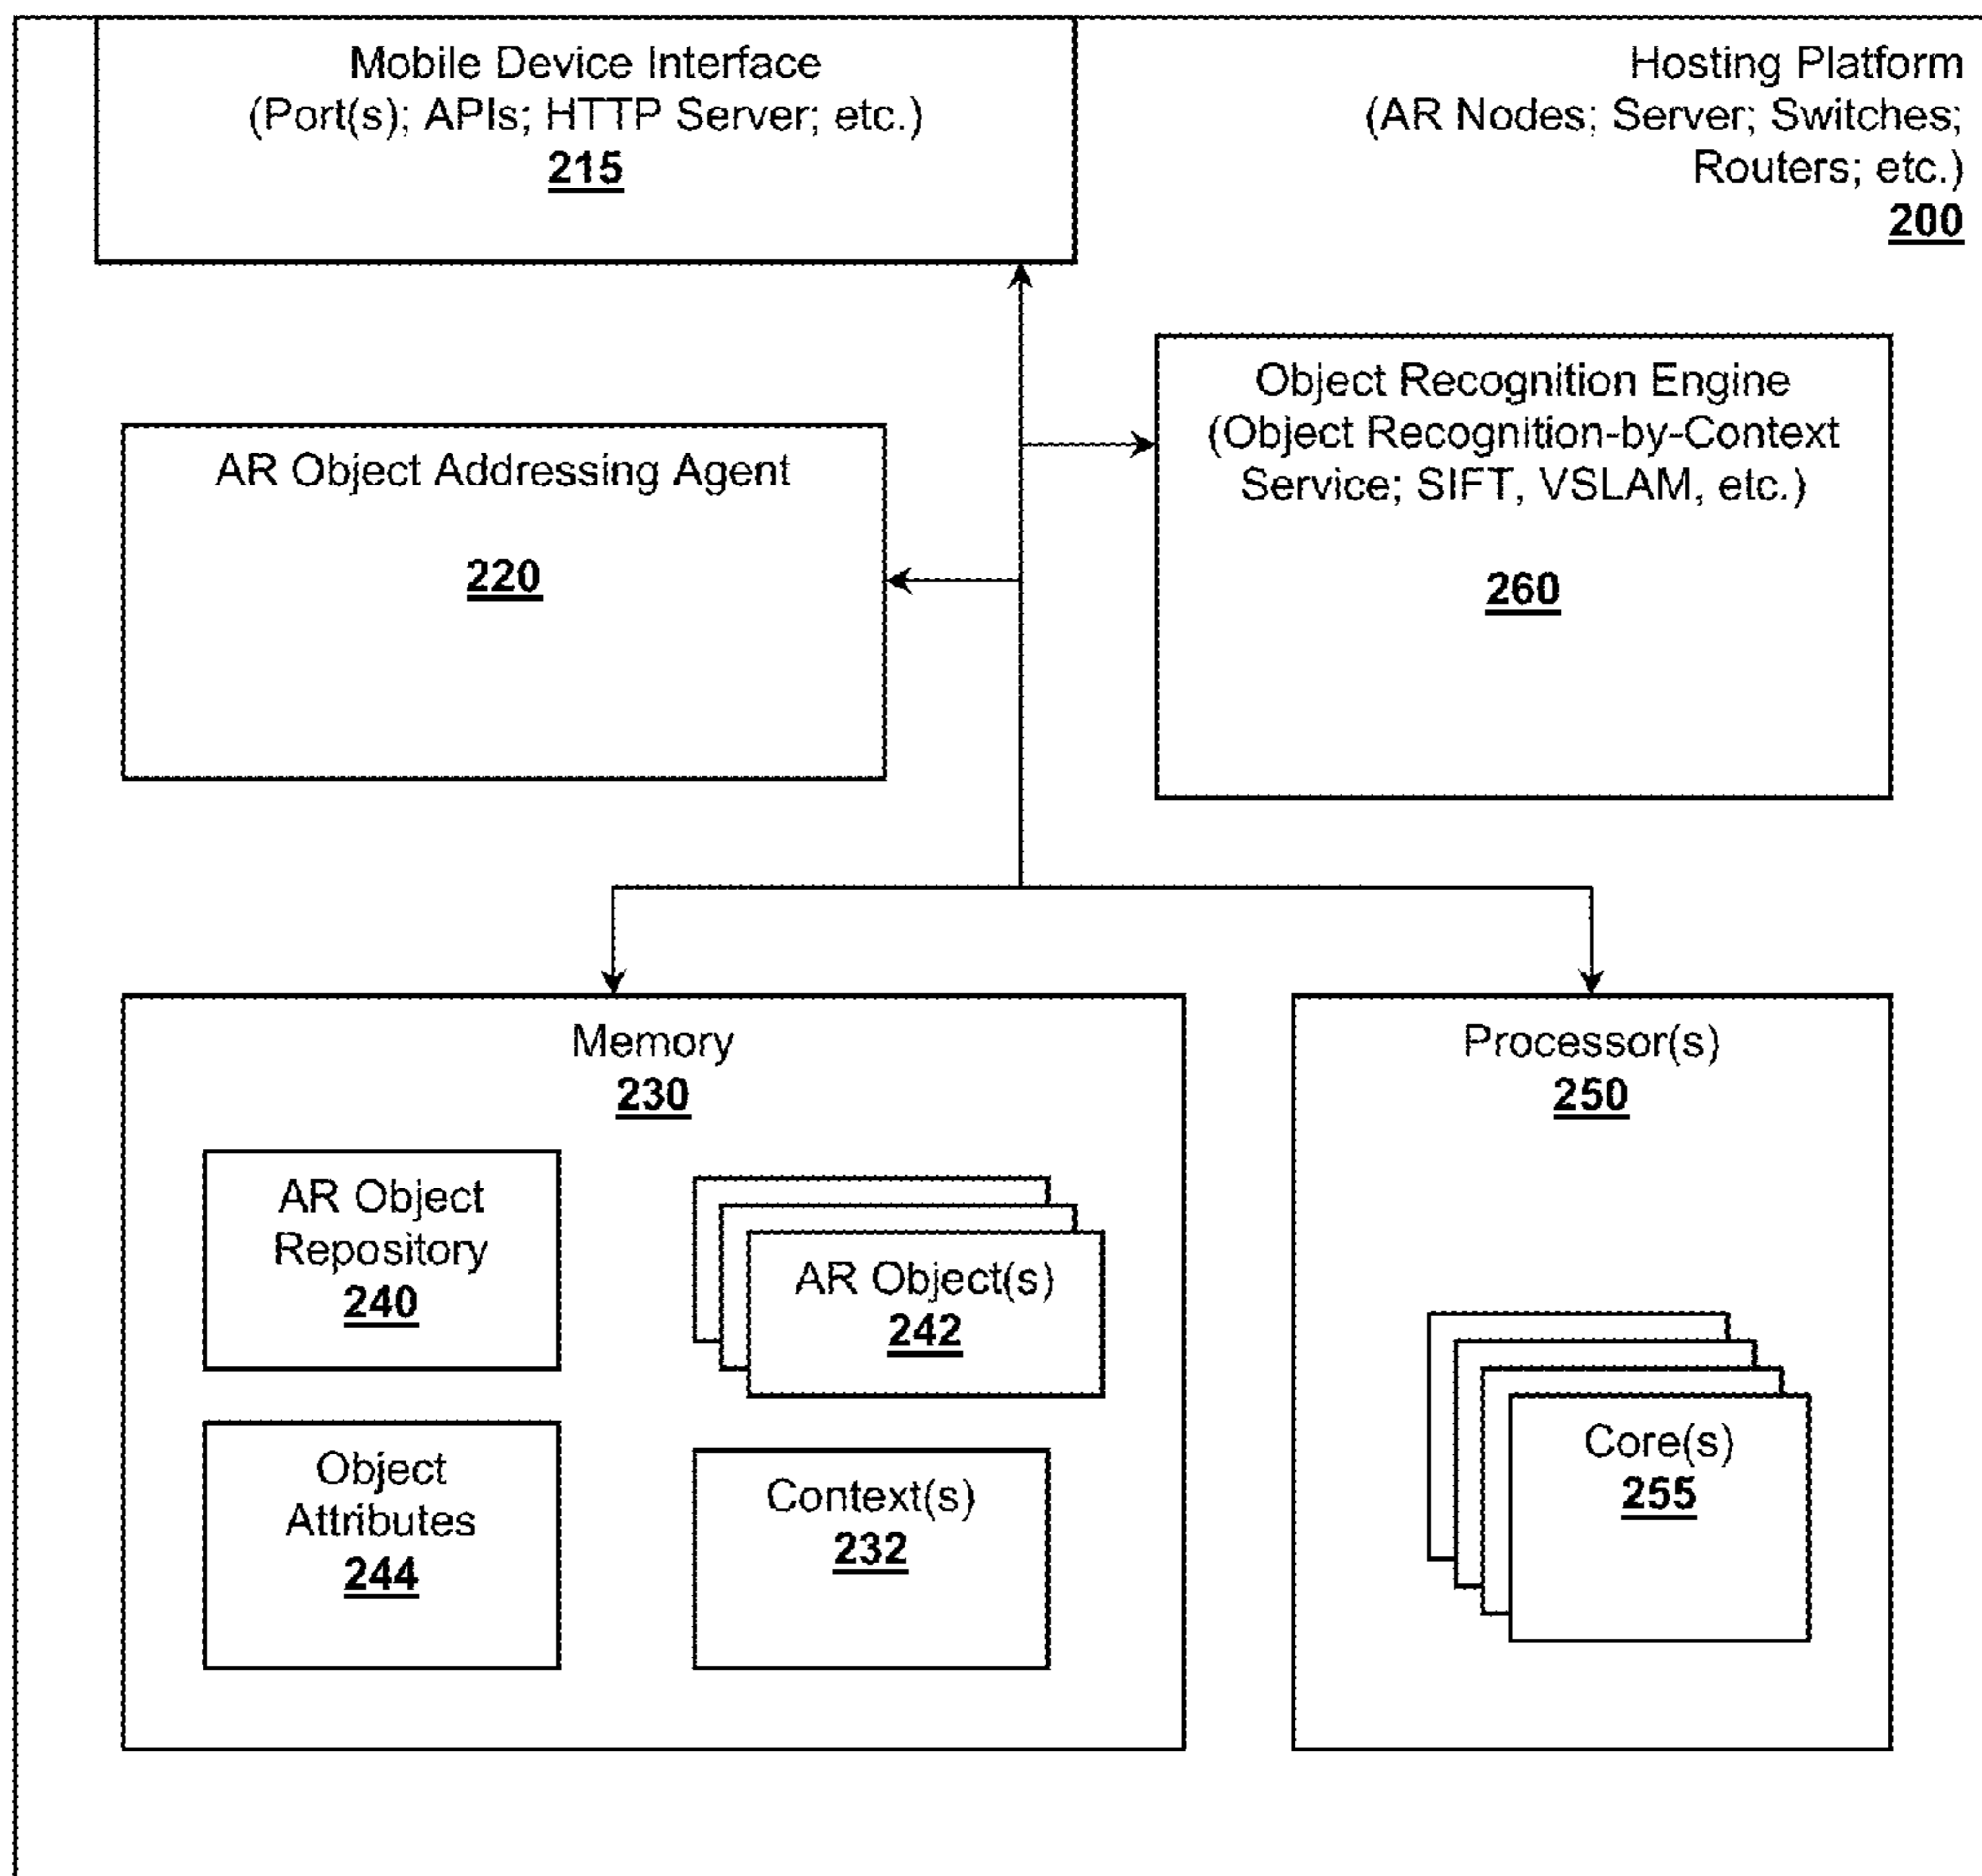 Mobile Device Interface
(Port(s); APIs; HTTP Server; etc.)
215
Hosting Platform
(AR Nodes; Server; Switches;
Routers; etc.)
200
AR Object Addressing Agent
220
Object Recognition Engine
(Object Recognition-by-Context
Service; SIFT, VSLAM, etc.)
260
Memory
230
AR Object
Repository
240
AR Object(s)
242
Object
Attributes
244
Context(s)
232
Processor(s)
250
Core(s)
255